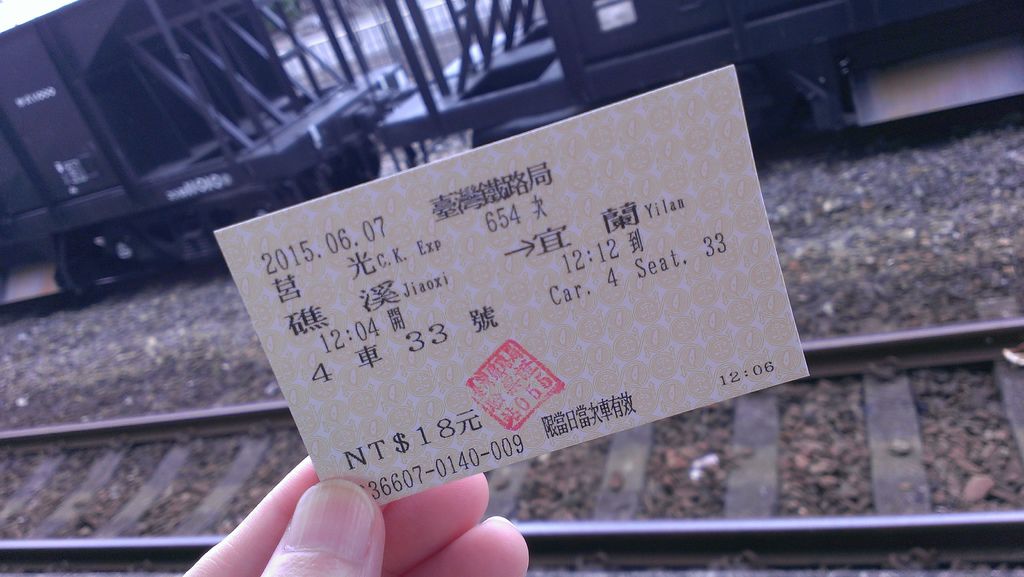 臺灣鐵路局
2015.06.07 654 次
莒光 C.K. Exp
礁溪 Jiaoxi →宜蘭 Yilan
12:04 開 12:12 到
4 車 33 號 Car. 4 Seat. 33
NT$18元 限當日當次車有效
36607-0140-009 12:06